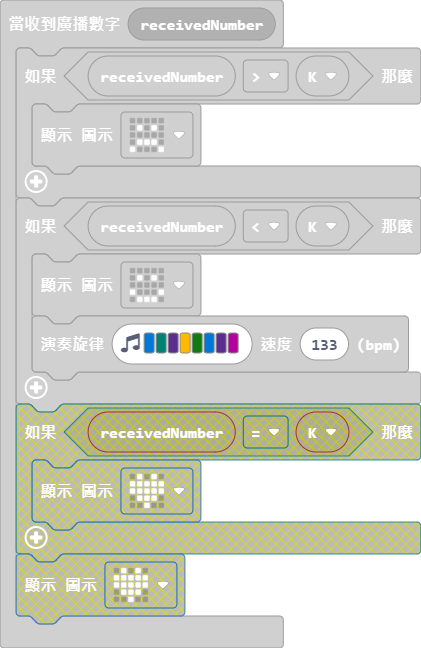 當收到廣播數字 receivedNumber
如果 receivedNumber > K 那麼
顯示 圖示
如果 receivedNumber < K 那麼
顯示 圖示
演奏旋律 速度 133 (bpm)
如果 receivedNumber = K 那麼
顯示 圖示
顯示 圖示